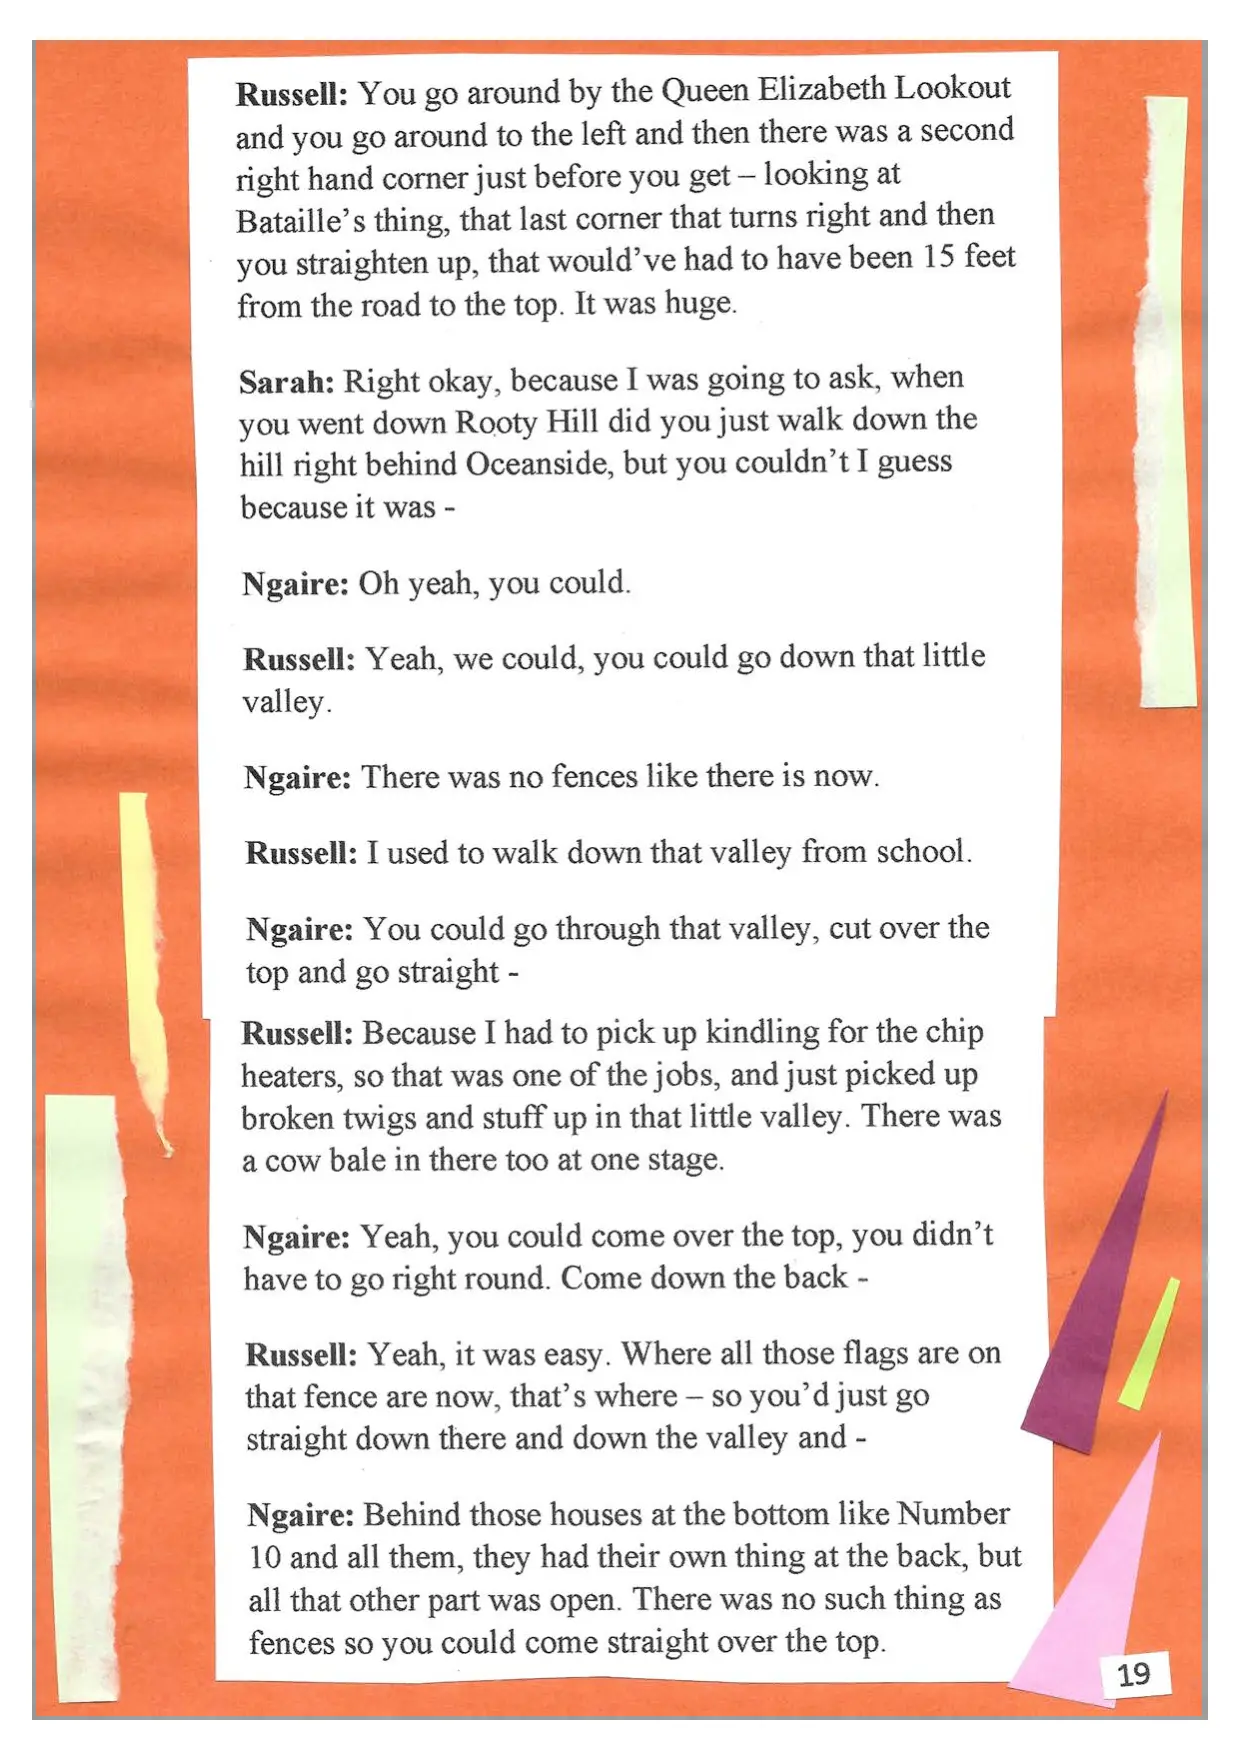 Russell: You go around by the Queen Elizabeth Lookout
and you go around to the left and then there was a second
right hand corner just before you get – looking at
Bataille's thing, that last corner that turns right and then
you straighten up, that would've had to have been 15 feet
from the road to the top. It was huge.
Sarah: Right okay, because I was going to ask, when
you went down Rooty Hill did you just walk down the
hill right behind Oceanside, but you couldn't I guess
because it was -
Ngaire: Oh yeah, you could.
Russell: Yeah, we could, you could go down that little
valley.
Ngaire: There was no fences like there is now.
Russell: I used to walk down that valley from school.
Ngaire: You could go through that valley, cut over the
top and go straight -
Russell: Because I had to pick up kindling for the chip
heaters, so that was one of the jobs, and just picked up
broken twigs and stuff up in that little valley. There was
a cow bale in there too at one stage.
Ngaire: Yeah, you could come over the top, you didn't
have to go right round. Come down the back -
Russell: Yeah, it was easy. Where all those flags are on
that fence are now, that's where – so you'd just go
straight down there and down the valley and -
Ngaire: Behind those houses at the bottom like Number
10 and all them, they had their own thing at the back, but
all that other part was open. There was no such thing as
fences so you could come straight over the top.
19